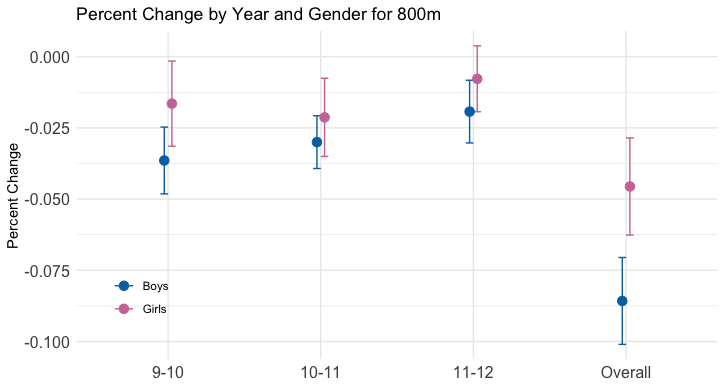 Percent Change by Year and Gender for 800m
0.000
-0.025
-0.050
-0.075
-0.100
Percent Change
Boys
Girls
9-10
10-11
11-12
Overall